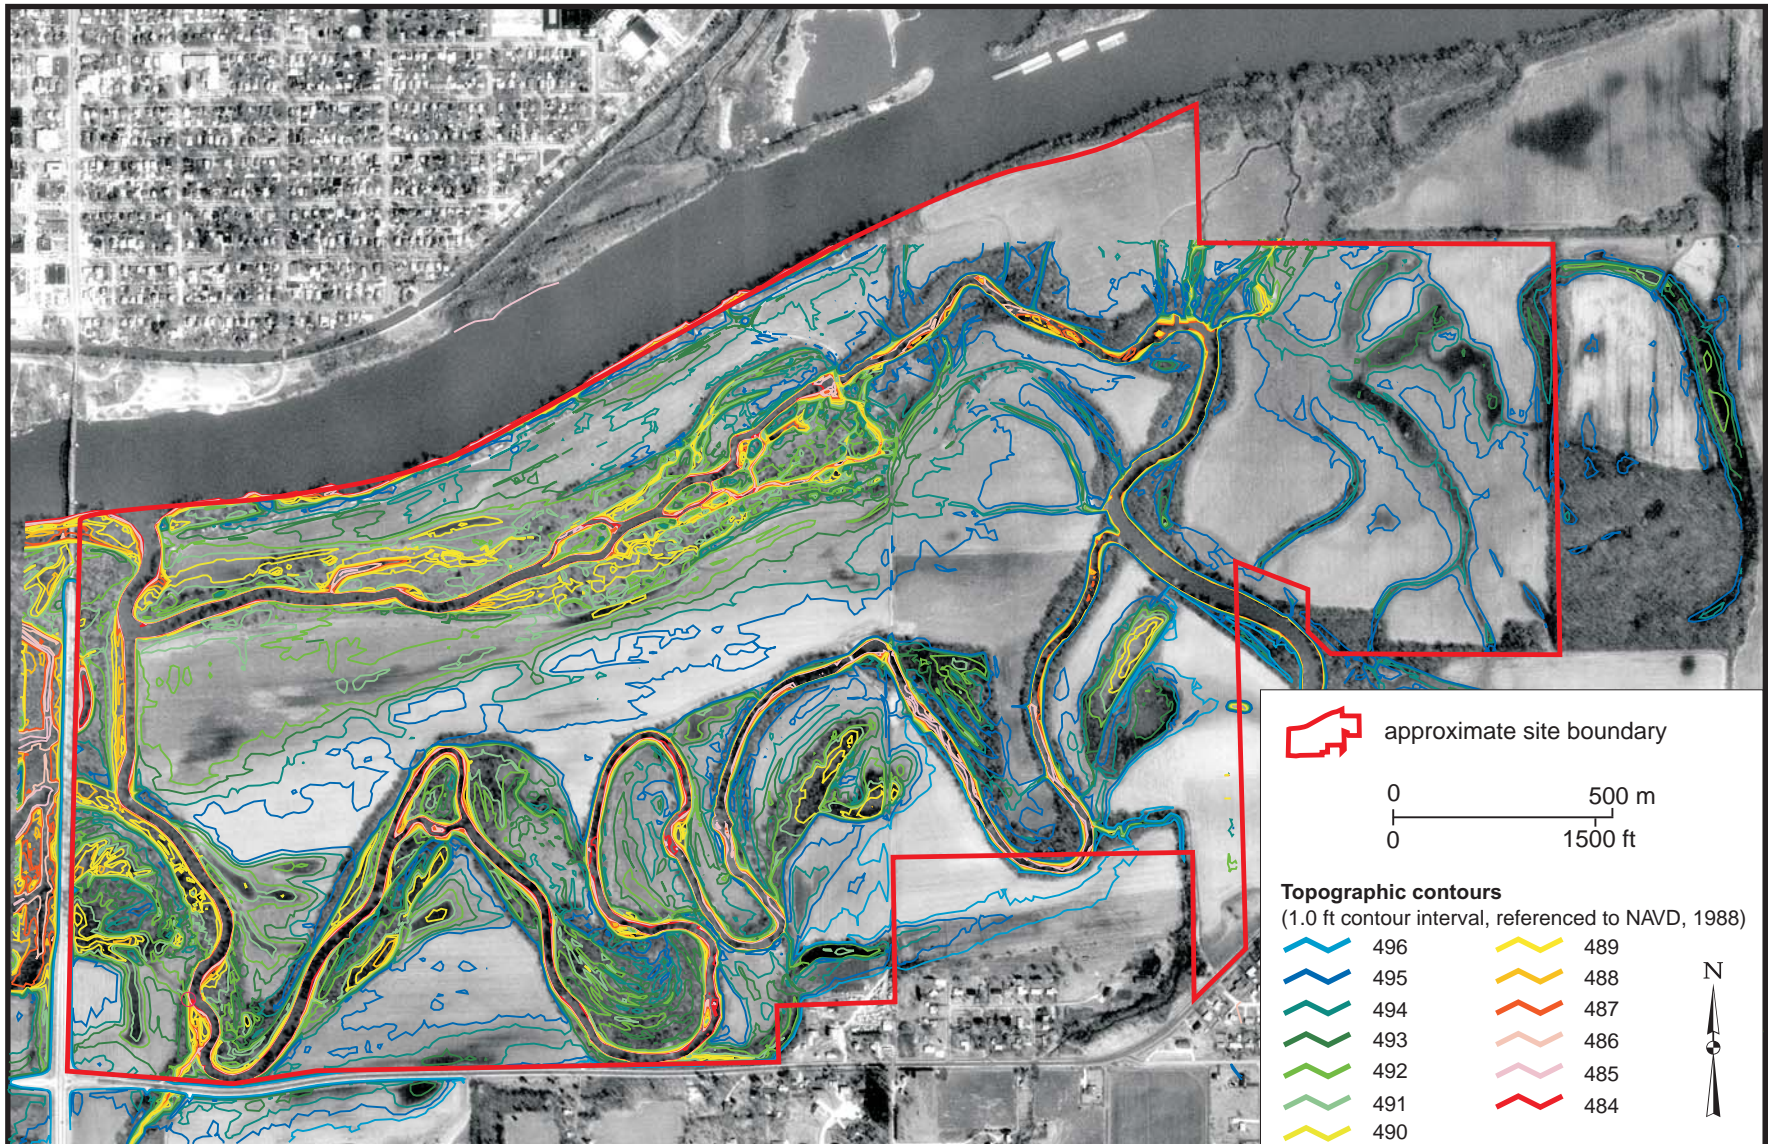 approximate site boundary
0 500 m
0 1500 ft
Topographic contours
(1.0 ft contour interval, referenced to NAVD, 1988)
496 489
495 488
494 487
493 486
492 485
491 484
490
N